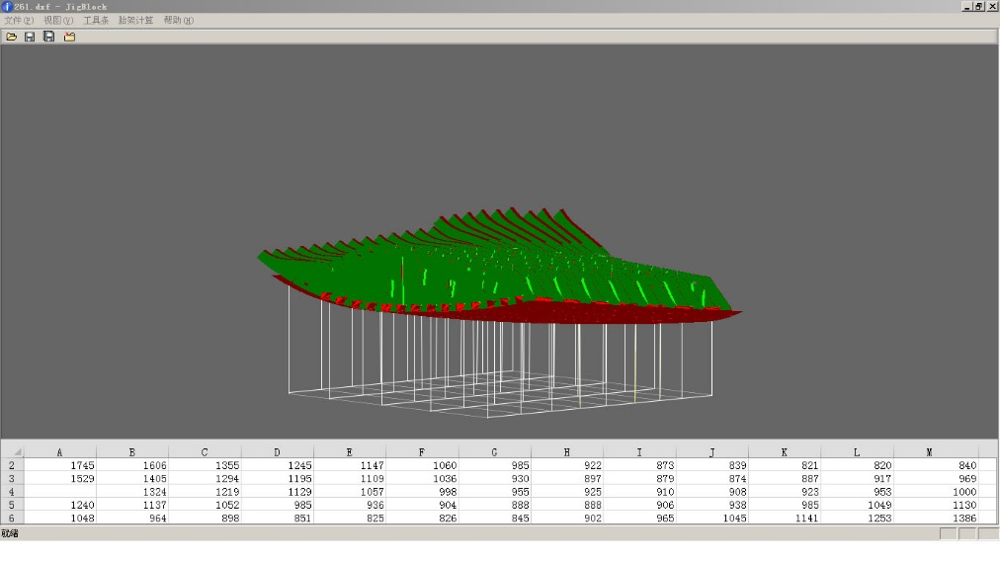 261.dxf - JigBlock
文件(F) 视图(V) 工具条 胎架计算 帮助(H)
A B C D E F G H I J K L M
2 1745 1606 1355 1245 1147 1060 985 922 873 839 821 820 840
3 1529 1405 1294 1195 1109 1036 930 897 879 874 887 917 969
4 1324 1219 1129 1057 998 955 925 910 908 923 953 1000
5 1240 1137 1052 985 936 904 888 888 906 938 985 1049 1130
6 1048 964 898 851 825 826 845 902 965 1045 1141 1253 1386
就绪